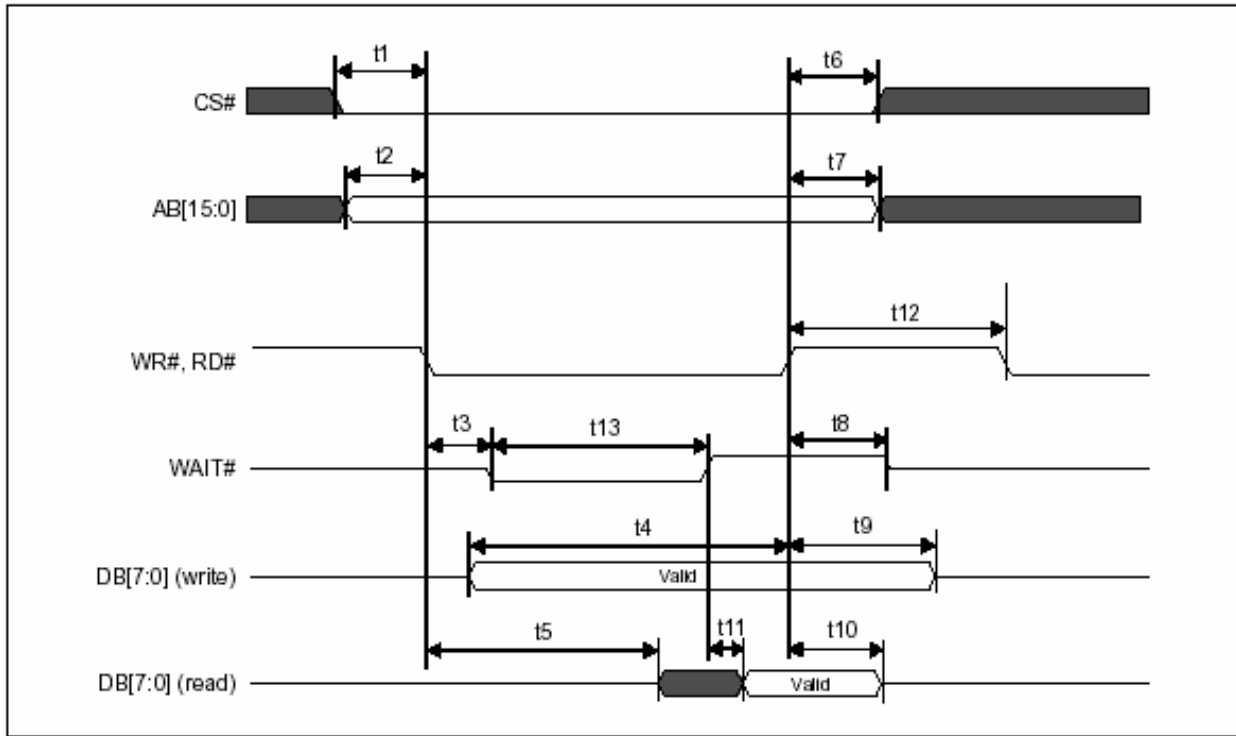 t1 t6
CS#
t2 t7
AB[15:0]
t12
WR#, RD#
t3 t13 t8
WAIT#
t4 t9
DB[7:0] (write) Valid
t5 t11 t10
DB[7:0] (read) Valid